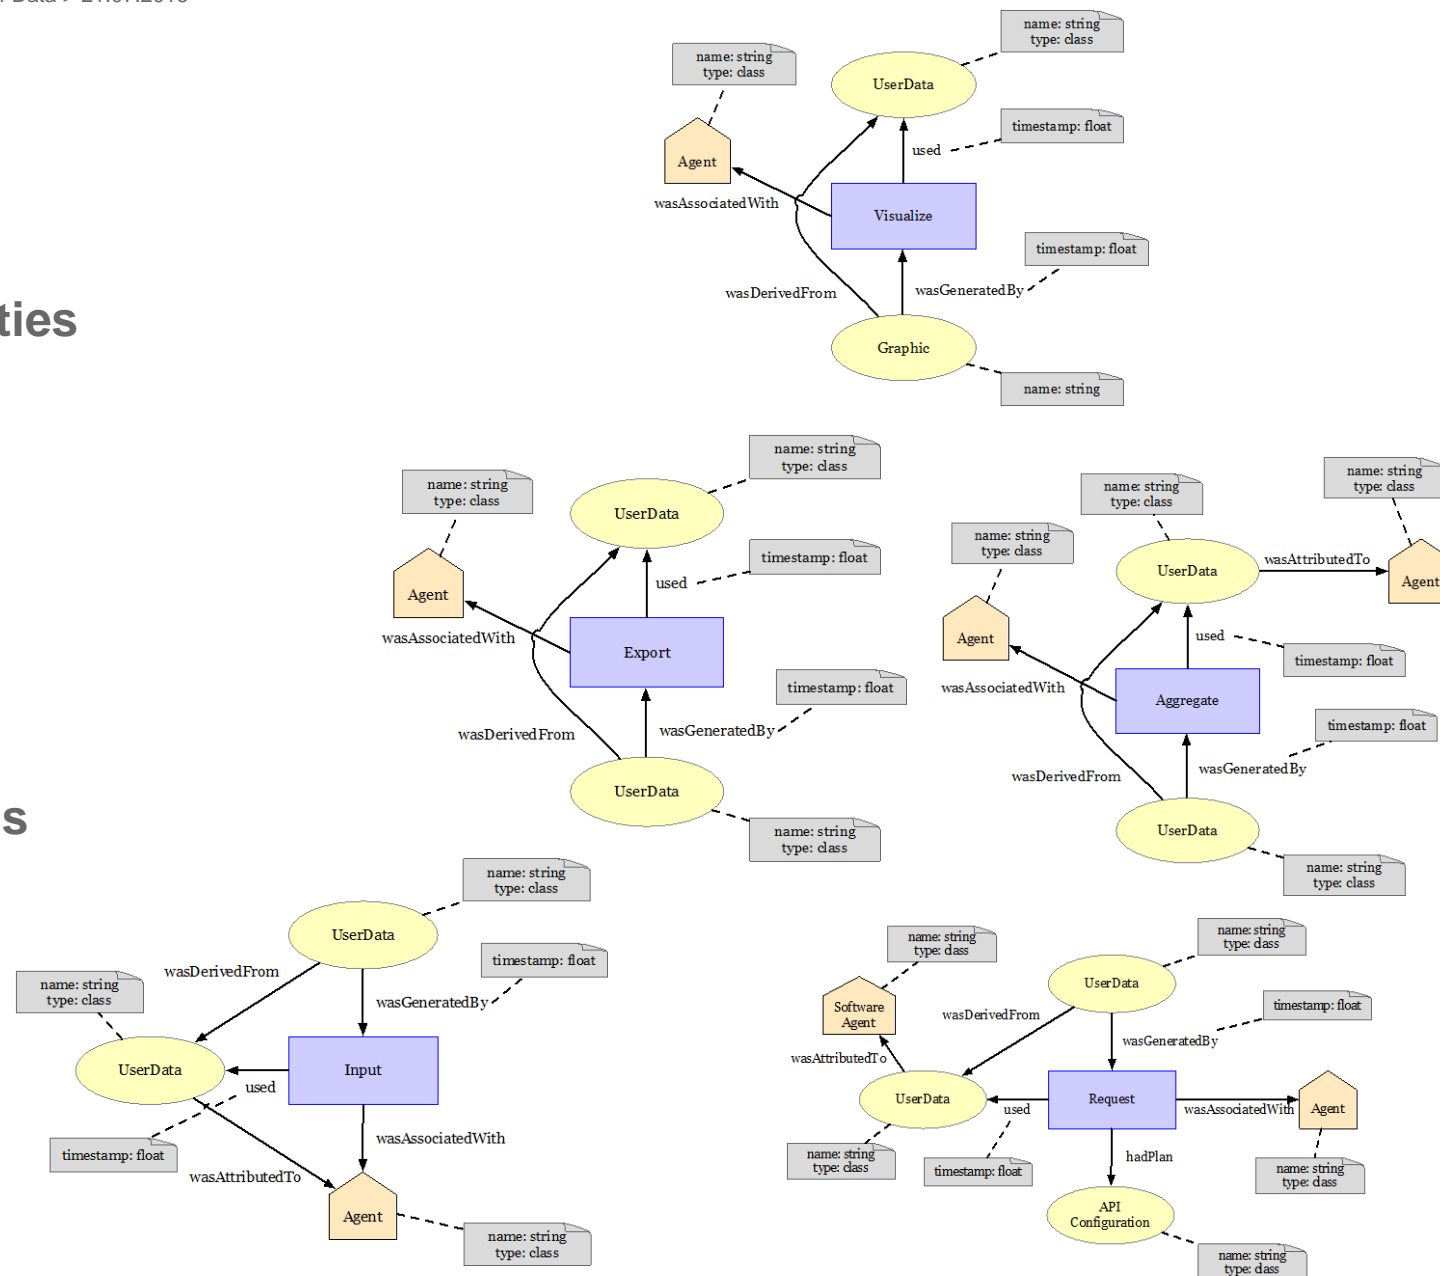 name: string
type: class
name: string
type: class
UserData
timestamp: float
used
Agent
wasAssociatedWith
Visualize
timestamp: float
wasDerivedFrom
wasGeneratedBy
ties
Graphic
name: string
name: string
type: class
name: string
type: class
UserData
timestamp: float
used
Agent
wasAssociatedWith
Export
timestamp: float
wasDerivedFrom
wasGeneratedBy
UserData
name: string
type: class
name: string
type: class
name: string
type: class
name: string
type: class
UserData
wasAttributedTo
Agent
Agent
used
timestamp: float
wasAssociatedWith
Aggregate
timestamp: float
wasDerivedFrom
wasGeneratedBy
UserData
name: string
type: class
s
name: string
type: class
UserData
wasDerivedFrom
timestamp: float
name: string
type: class
wasGeneratedBy
UserData
Input
used
wasAssociatedWith
timestamp: float
wasAttributedTo
Agent
name: string
type: class
name: string
type: class
name: string
type: class
UserData
Software
Agent
wasDerivedFrom
timestamp: float
wasGeneratedBy
wasAttributedTo
UserData
used
Request
wasAssociatedWith
Agent
name: string
type: class
timestamp: float
hadPlan
name: string
type: class
API
Configuration
name: string
type: class